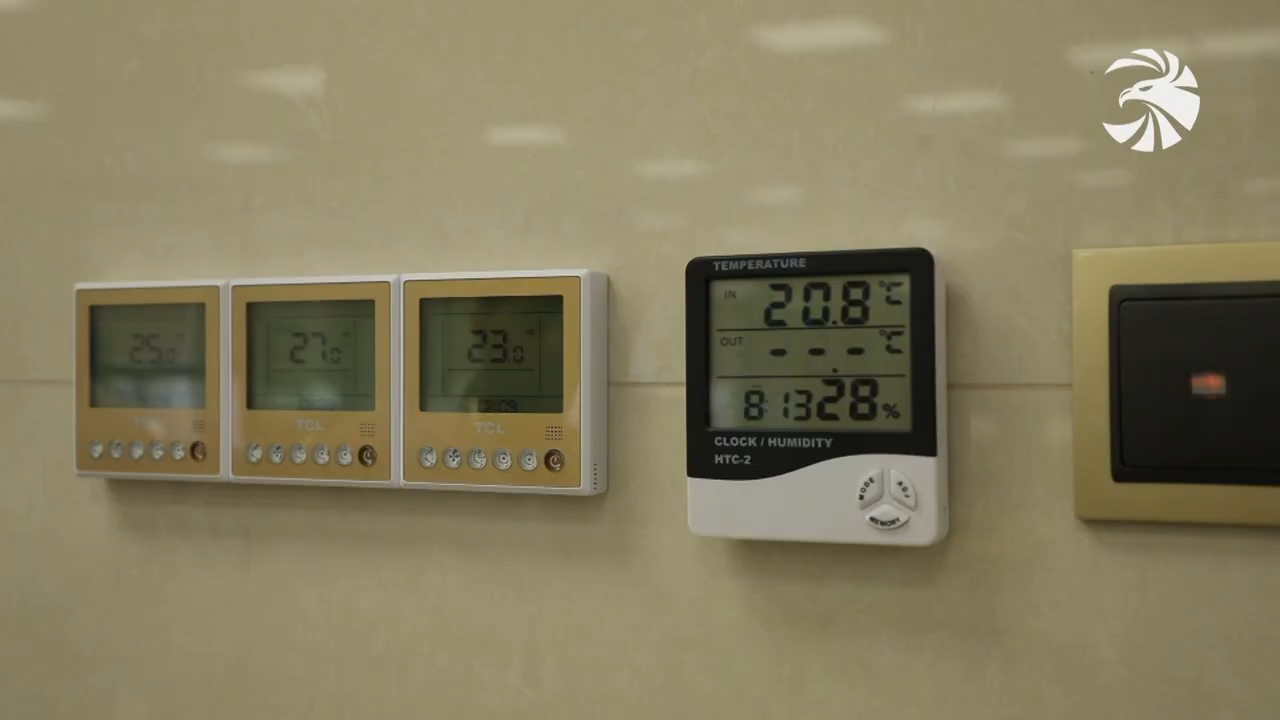 25.0
TCL
27.0
TCL
23.0
TCL
TEMPERATURE
IN 20.8 °C
OUT - - - °C
8:13 28 %
CLOCK / HUMIDITY
HTC-2
MODE ADJ
MEMORY